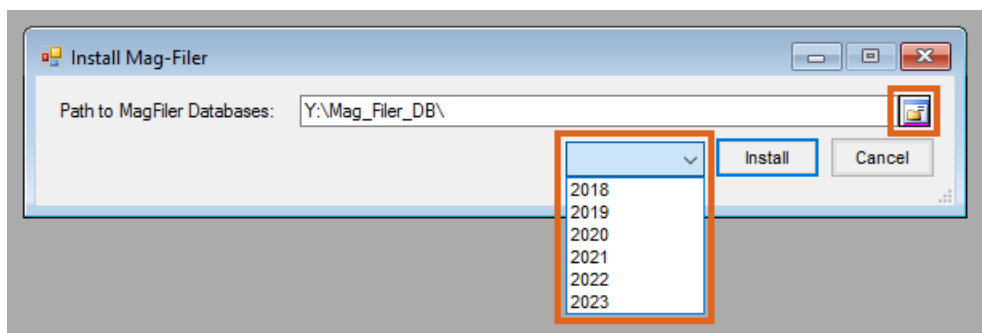 Install Mag-Filer
Path to MagFiler Databases: Y:\Mag_Filer_DB\
Install Cancel
2018
2019
2020
2021
2022
2023